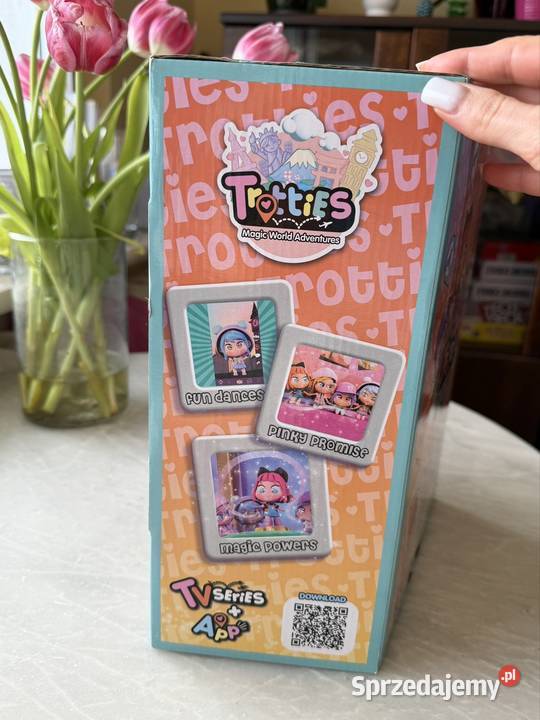 TrottiES
Magic World Adventures
fun dances
PINKY PROMISE
magic powers
TV SERIES
+
APP
DOWNLOAD
Sprzedajemy.pl